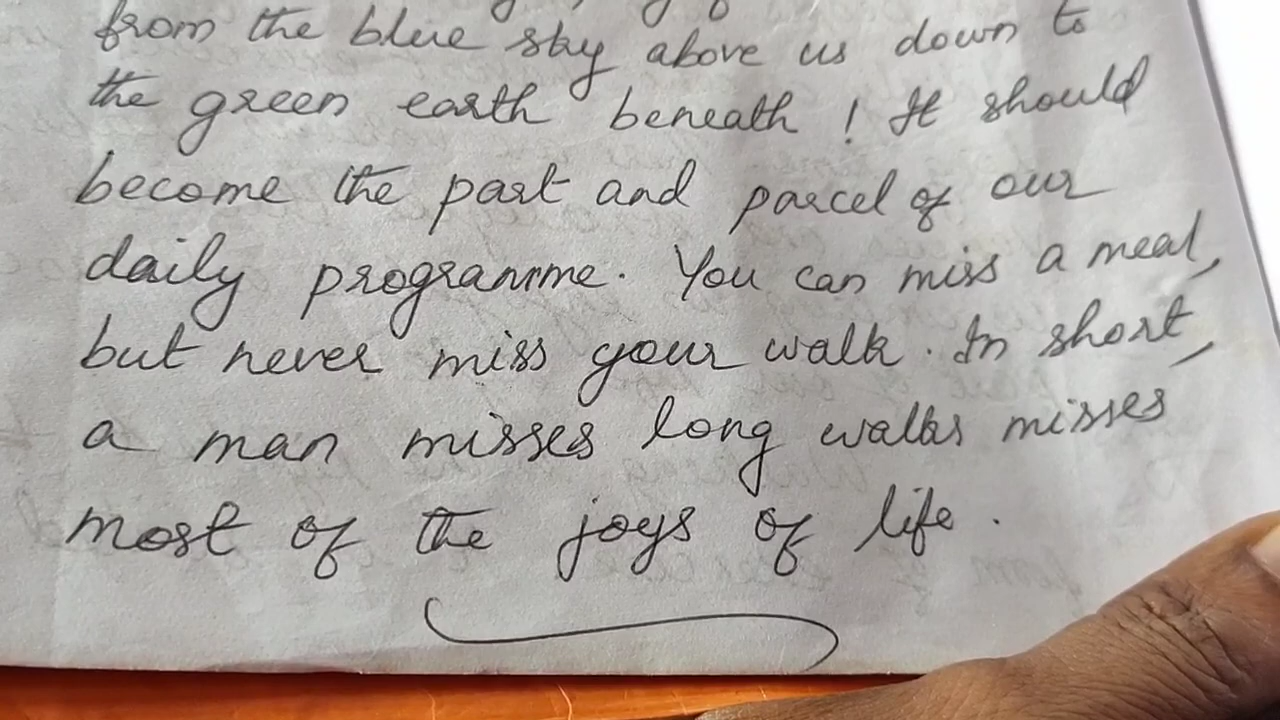 from the blue sky above us down to
the green earth beneath ! It should
become the part and parcel of our
daily programme. You can miss a meal,
but never miss your walk. In short,
a man misses long walks misses
most of the joys of life.